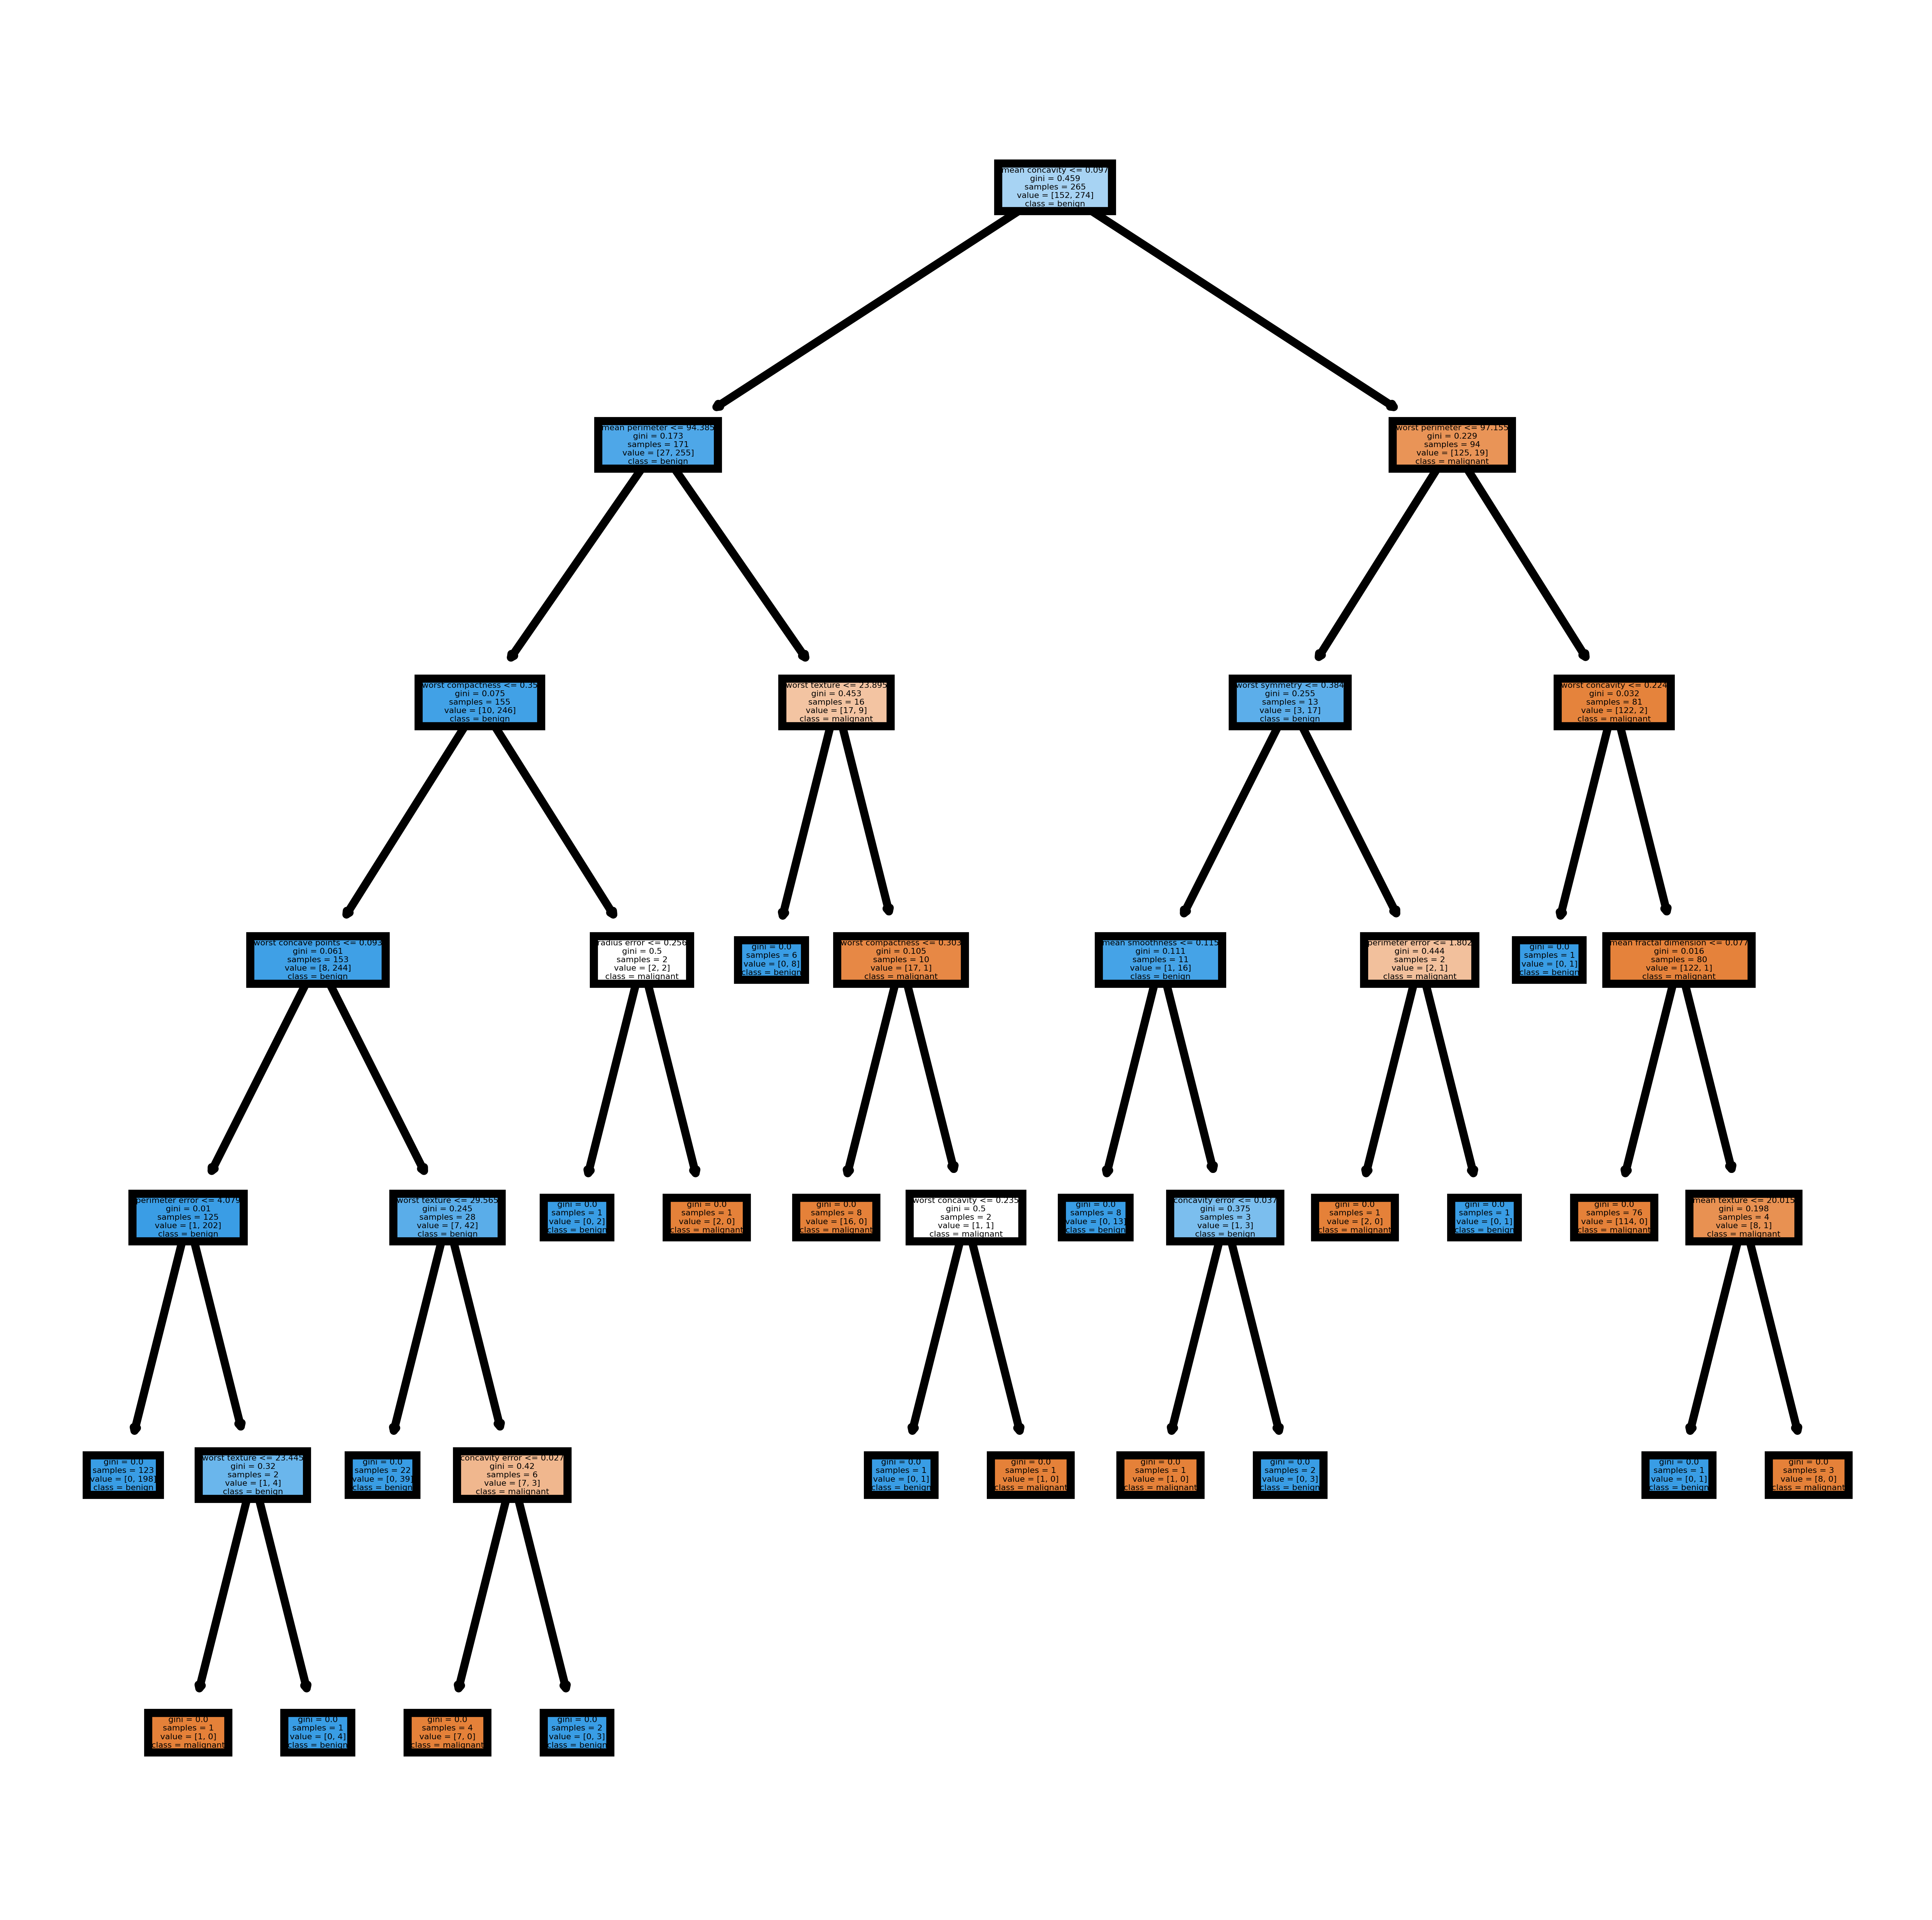 mean concavity <= 0.097
gini = 0.459
samples = 265
value = [152, 274]
class = benign
mean perimeter <= 94.385
gini = 0.173
samples = 171
value = [27, 255]
class = benign
worst perimeter <= 97.155
gini = 0.229
samples = 94
value = [125, 19]
class = malignant
worst compactness <= 0.35
gini = 0.075
samples = 155
value = [10, 246]
class = benign
worst texture <= 23.895
gini = 0.453
samples = 16
value = [17, 9]
class = malignant
worst symmetry <= 0.384
gini = 0.255
samples = 13
value = [3, 17]
class = benign
worst concavity <= 0.224
gini = 0.032
samples = 81
value = [122, 2]
class = malignant
worst concave points <= 0.093
gini = 0.061
samples = 153
value = [8, 244]
class = benign
radius error <= 0.256
gini = 0.5
samples = 2
value = [2, 2]
class = malignant
gini = 0.0
samples = 6
value = [0, 8]
class = benign
worst compactness <= 0.303
gini = 0.105
samples = 10
value = [17, 1]
class = malignant
mean smoothness <= 0.115
gini = 0.111
samples = 11
value = [1, 16]
class = benign
perimeter error <= 1.802
gini = 0.444
samples = 2
value = [2, 1]
class = malignant
gini = 0.0
samples = 1
value = [0, 1]
class = benign
mean fractal dimension <= 0.077
gini = 0.016
samples = 80
value = [122, 1]
class = malignant
perimeter error <= 4.079
gini = 0.01
samples = 125
value = [1, 202]
class = benign
worst texture <= 29.565
gini = 0.245
samples = 28
value = [7, 42]
class = benign
gini = 0.0
samples = 1
value = [0, 2]
class = benign
gini = 0.0
samples = 1
value = [2, 0]
class = malignant
gini = 0.0
samples = 8
value = [16, 0]
class = malignant
worst concavity <= 0.235
gini = 0.5
samples = 2
value = [1, 1]
class = malignant
gini = 0.0
samples = 8
value = [0, 13]
class = benign
concavity error <= 0.037
gini = 0.375
samples = 3
value = [1, 3]
class = benign
gini = 0.0
samples = 1
value = [2, 0]
class = malignant
gini = 0.0
samples = 1
value = [0, 1]
class = benign
gini = 0.0
samples = 76
value = [114, 0]
class = malignant
mean texture <= 20.015
gini = 0.198
samples = 4
value = [8, 1]
class = malignant
gini = 0.0
samples = 123
value = [0, 198]
class = benign
worst texture <= 23.445
gini = 0.32
samples = 2
value = [1, 4]
class = benign
gini = 0.0
samples = 22
value = [0, 39]
class = benign
concavity error <= 0.027
gini = 0.42
samples = 6
value = [7, 3]
class = malignant
gini = 0.0
samples = 1
value = [0, 1]
class = benign
gini = 0.0
samples = 1
value = [1, 0]
class = malignant
gini = 0.0
samples = 1
value = [1, 0]
class = malignant
gini = 0.0
samples = 2
value = [0, 3]
class = benign
gini = 0.0
samples = 1
value = [0, 1]
class = benign
gini = 0.0
samples = 3
value = [8, 0]
class = malignant
gini = 0.0
samples = 1
value = [1, 0]
class = malignant
gini = 0.0
samples = 1
value = [0, 4]
class = benign
gini = 0.0
samples = 4
value = [7, 0]
class = malignant
gini = 0.0
samples = 2
value = [0, 3]
class = benign